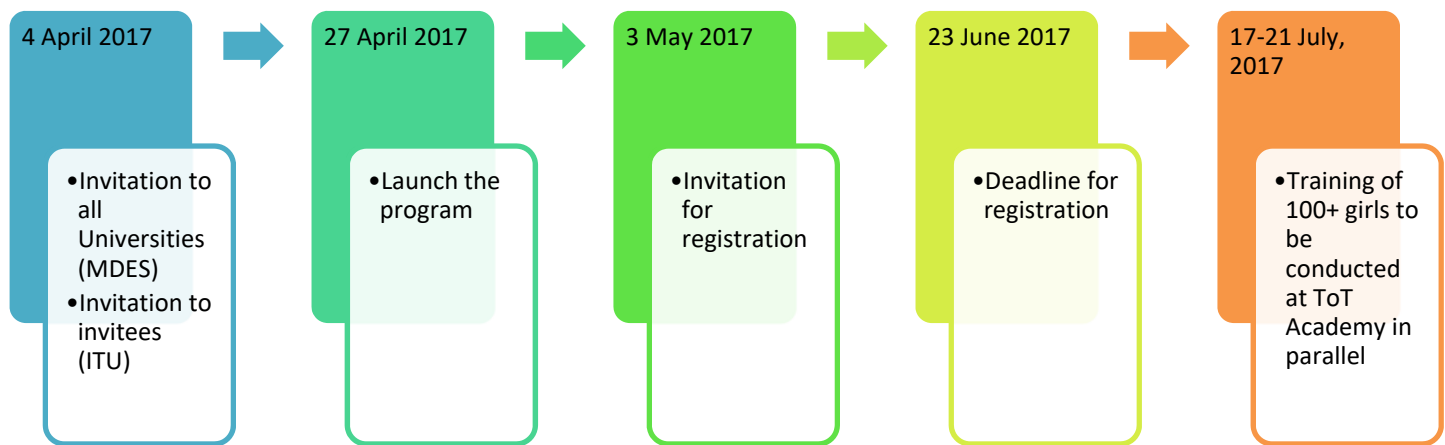 4 April 2017
•Invitation to
all
Universities
(MDES)
•Invitation to
invitees
(ITU)
27 April 2017
•Launch the
program
3 May 2017
•Invitation
for
registration
23 June 2017
•Deadline for
registration
17-21 July,
2017
•Training of
100+ girls to
be
conducted
at ToT
Academy in
parallel